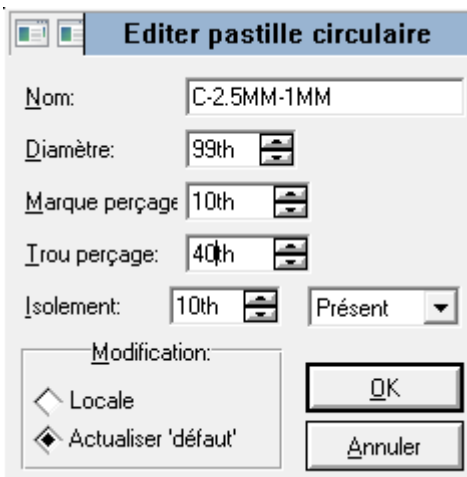 Editer pastille circulaire
Nom: C-2.5MM-1MM
Diamètre: 99th
Marque perçage 10th
Trou perçage: 40th
Isolement: 10th Présent
Modification:
Locale
Actualiser 'défaut'
OK
Annuler